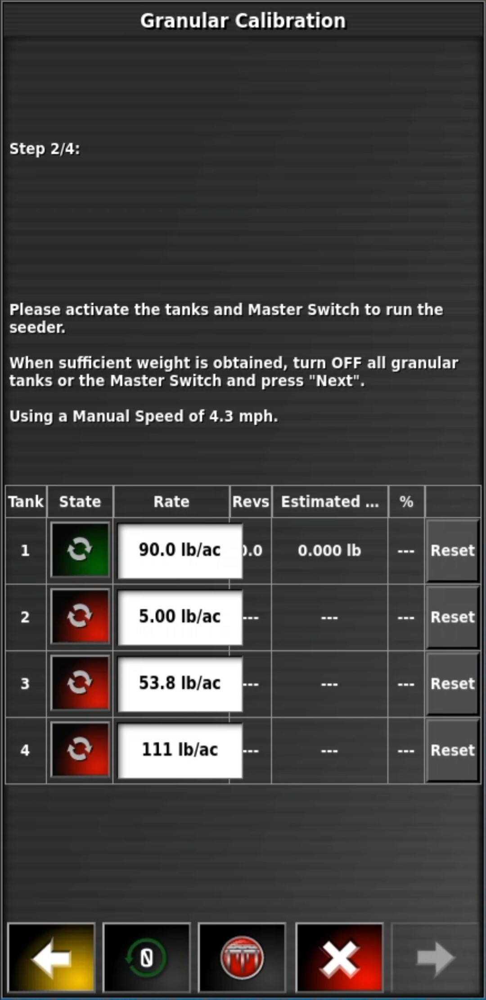 Granular Calibration
Step 2/4:
Please activate the tanks and Master Switch to run the
seeder.
When sufficient weight is obtained, turn OFF all granular
tanks or the Master Switch and press "Next".
Using a Manual Speed of 4.3 mph.
Tank State Rate Revs Estimated ... %
1 90.0 lb/ac 0.0 0.000 lb --- Reset
2 5.00 lb/ac --- --- --- Reset
3 53.8 lb/ac --- --- --- Reset
4 111 lb/ac --- --- --- Reset
0